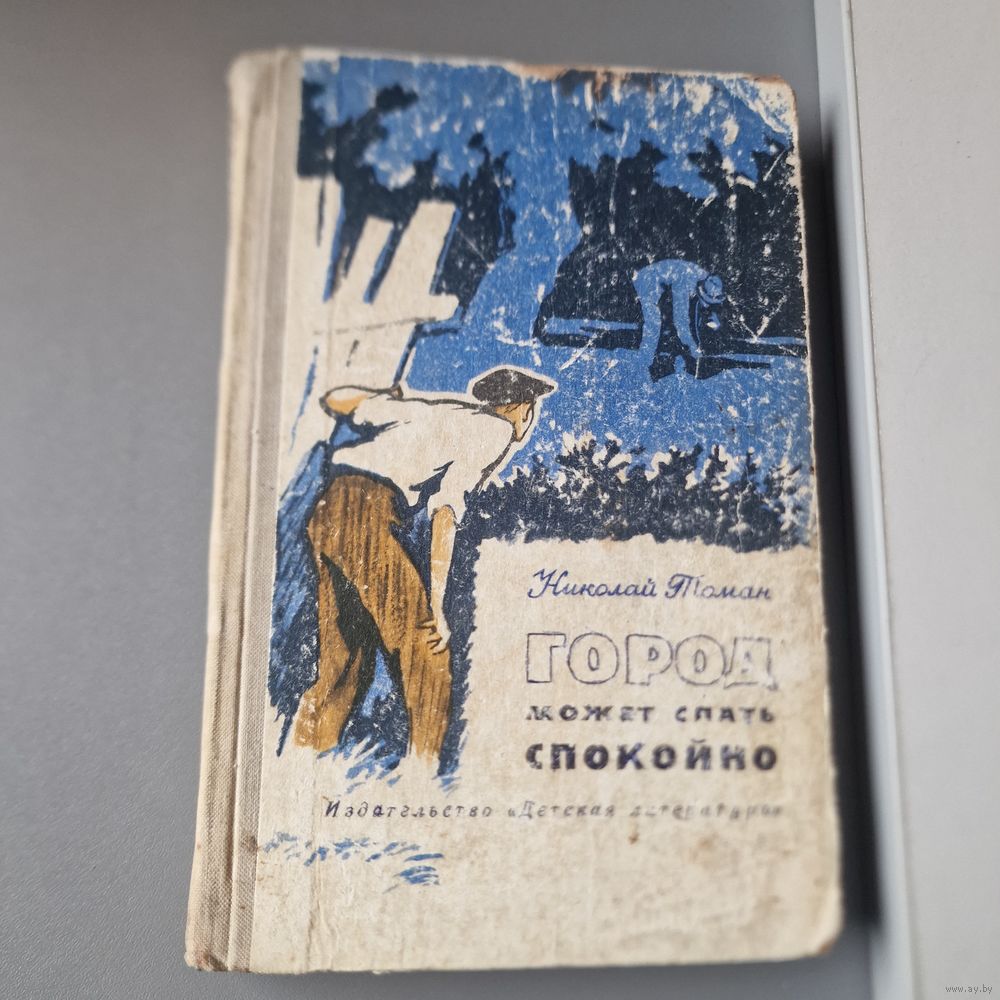 Николай Томан
ГОРОД
МОЖЕТ СПАТЬ
СПОКОЙНО
Издательство «Детская литература»
www.ay.by